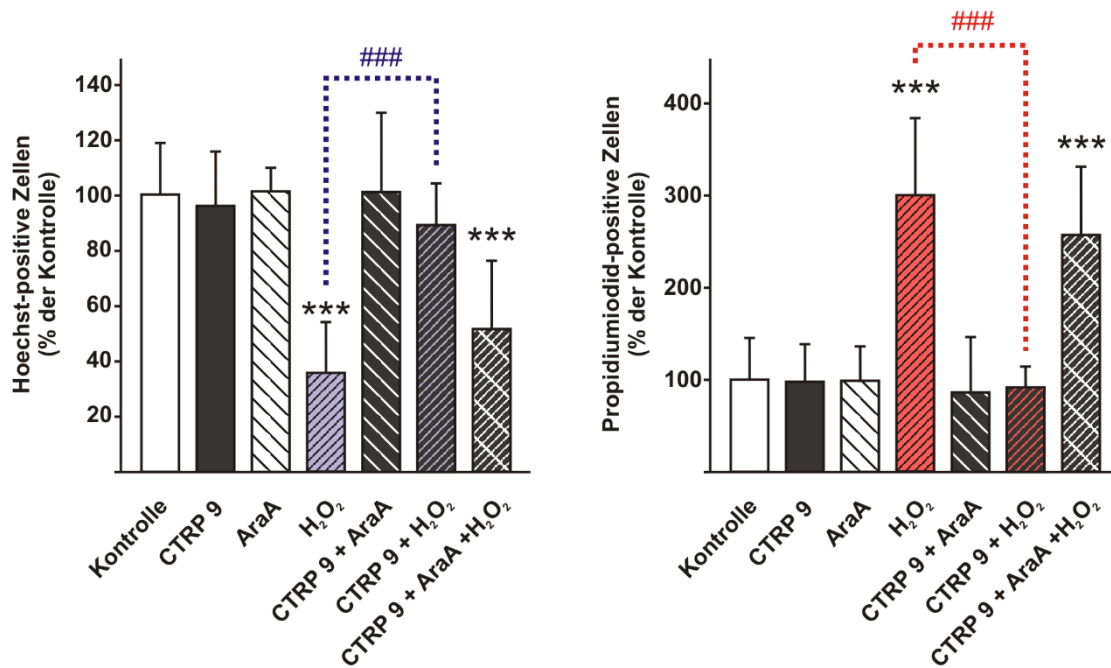 ###
Hoechst-positive Zellen
(% der Kontrolle)
140
120
100
80
60
40
20
***
***
Kontrolle
CTRP 9
AraA
H₂O₂
CTRP 9 + AraA
CTRP 9 + H₂O₂
CTRP 9 + AraA +H₂O₂
###
Propidiumiodid-positive Zellen
(% der Kontrolle)
400
300
200
100
***
***
Kontrolle
CTRP 9
AraA
H₂O₂
CTRP 9 + AraA
CTRP 9 + H₂O₂
CTRP 9 + AraA +H₂O₂